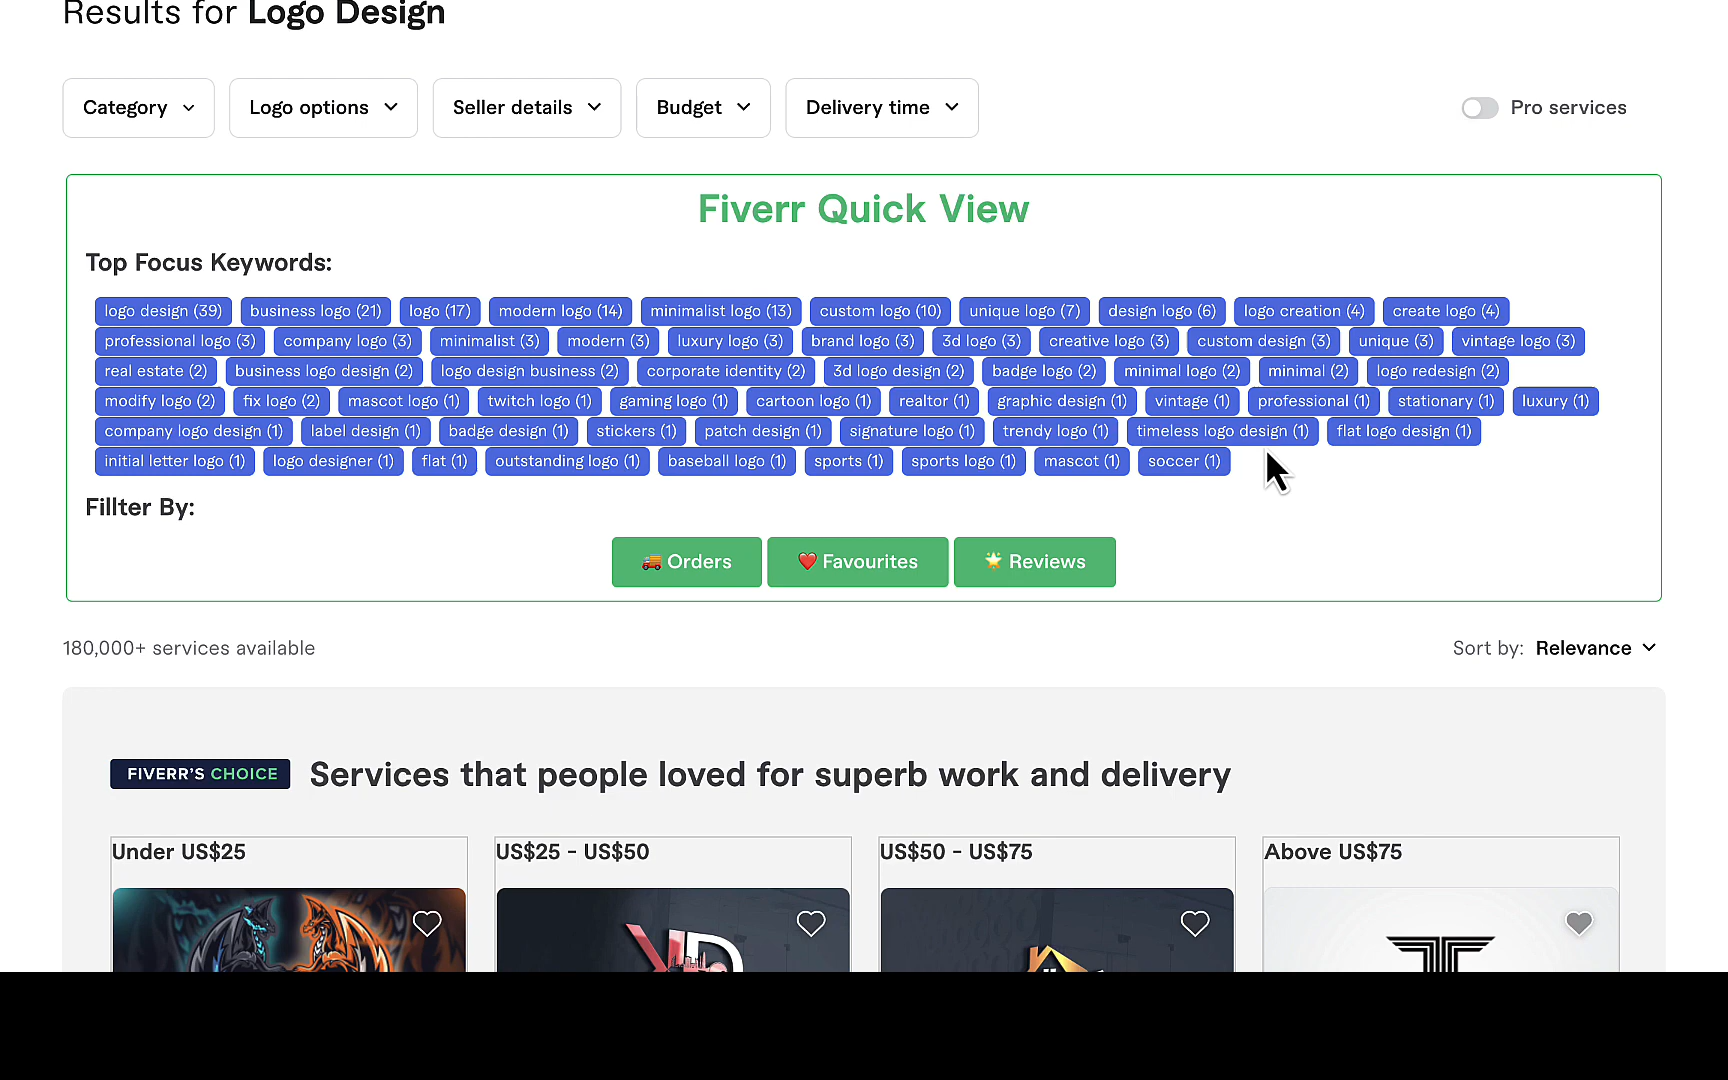 Results for Logo Design
Category Logo options Seller details Budget Delivery time Pro services
Fiverr Quick View
Top Focus Keywords:
logo design (39) business logo (21) logo (17) modern logo (14) minimalist logo (13) custom logo (10) unique logo (7) design logo (6) logo creation (4) create logo (4)
professional logo (3) company logo (3) minimalist (3) modern (3) luxury logo (3) brand logo (3) 3d logo (3) creative logo (3) custom design (3) unique (3) vintage logo (3)
real estate (2) business logo design (2) logo design business (2) corporate identity (2) 3d logo design (2) badge logo (2) minimal logo (2) minimal (2) logo redesign (2)
modify logo (2) fix logo (2) mascot logo (1) twitch logo (1) gaming logo (1) cartoon logo (1) realtor (1) graphic design (1) vintage (1) professional (1) stationary (1) luxury (1)
company logo design (1) label design (1) badge design (1) stickers (1) patch design (1) signature logo (1) trendy logo (1) timeless logo design (1) flat logo design (1)
initial letter logo (1) logo designer (1) flat (1) outstanding logo (1) baseball logo (1) sports (1) sports logo (1) mascot (1) soccer (1)
Fillter By:
Orders Favourites Reviews
180,000+ services available Sort by: Relevance
FIVERR'S CHOICE Services that people loved for superb work and delivery
Under US$25 US$25 - US$50 US$50 - US$75 Above US$75